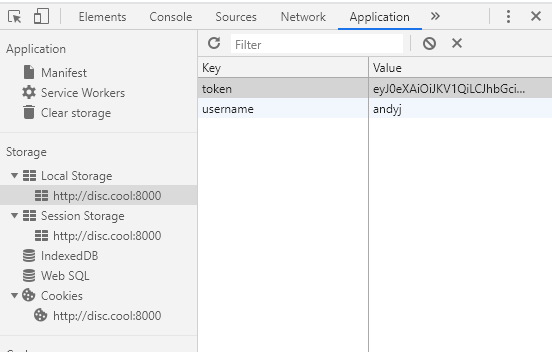 Elements Console Sources Network Application »
Application
Manifest
Service Workers
Clear storage
Storage
Local Storage
http://disc.cool:8000
Session Storage
http://disc.cool:8000
IndexedDB
Web SQL
Cookies
http://disc.cool:8000
Filter
Key Value
token eyJ0eXAiOiJKV1QiLCJhbGci...
username andyj